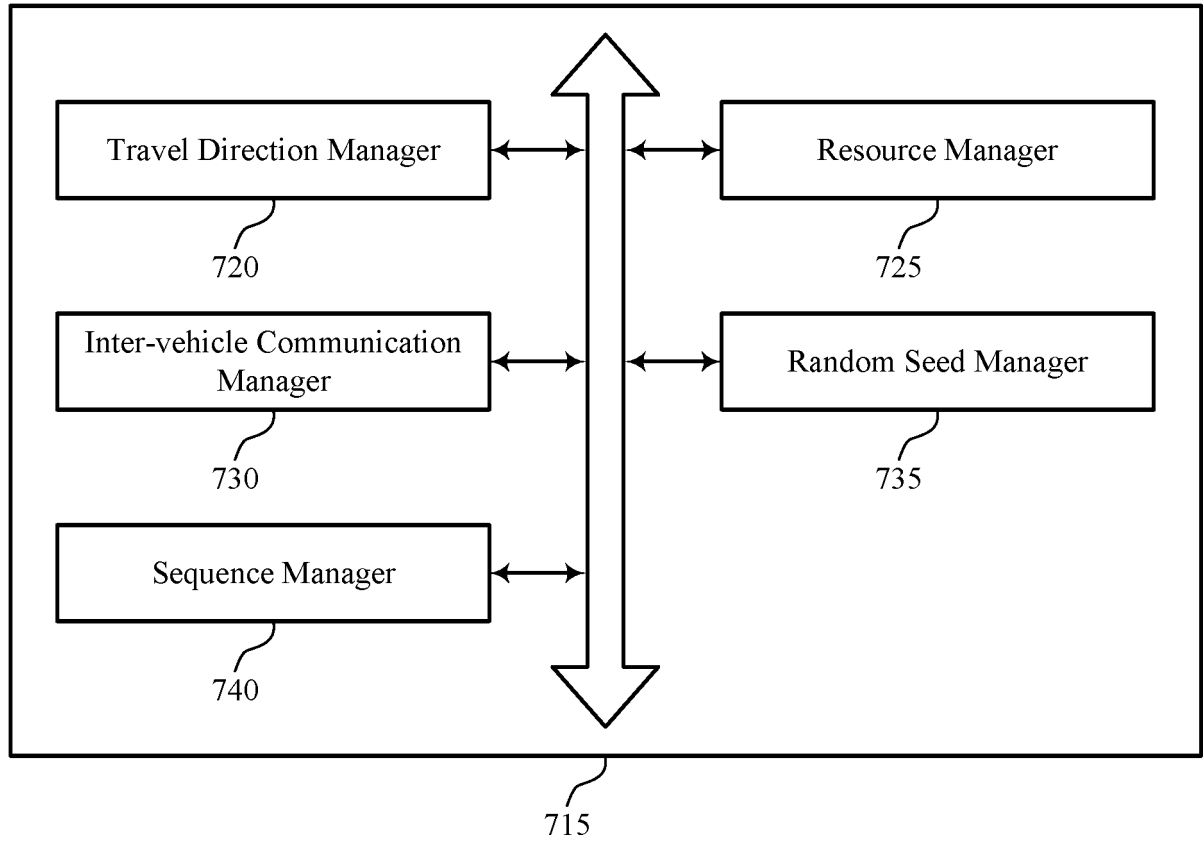 Travel Direction Manager
720
Resource Manager
725
Inter-vehicle Communication
Manager
730
Random Seed Manager
735
Sequence Manager
740
715